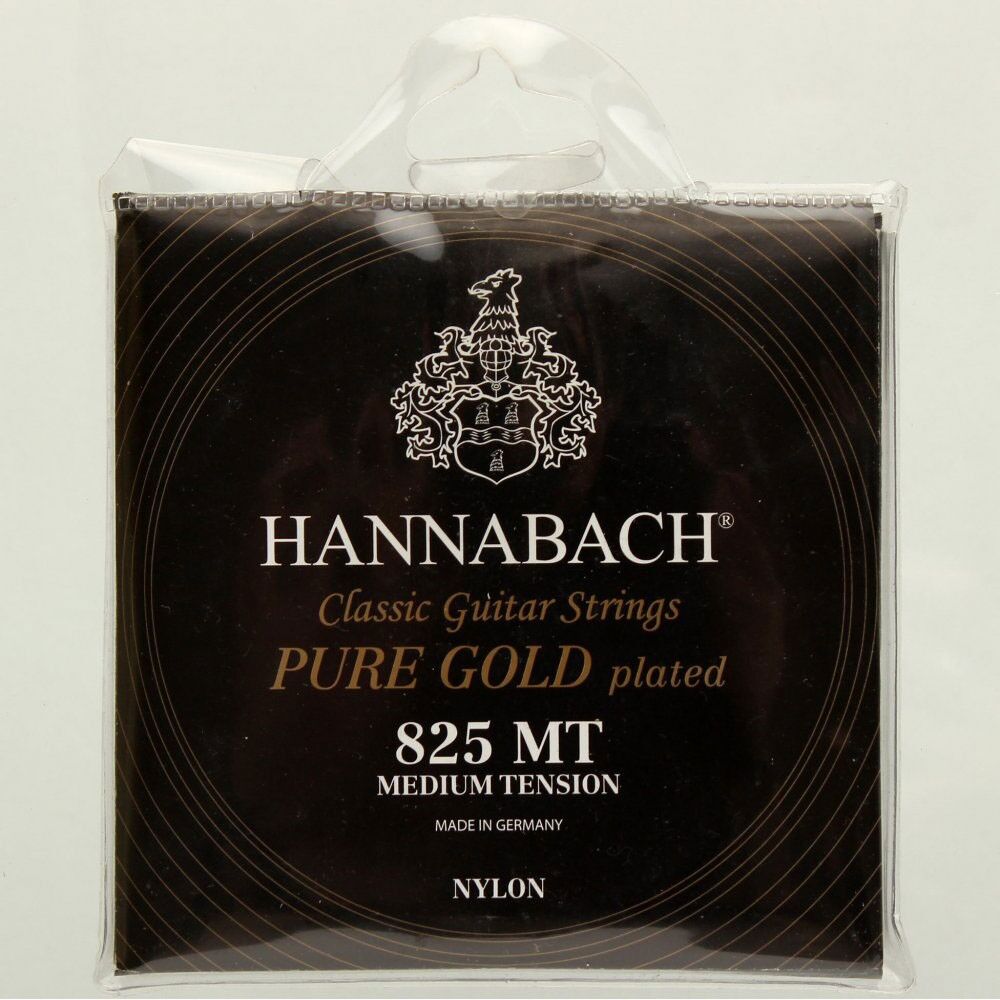 HANNABACH®
Classic Guitar Strings
PURE GOLD plated
825 MT
MEDIUM TENSION
MADE IN GERMANY
NYLON